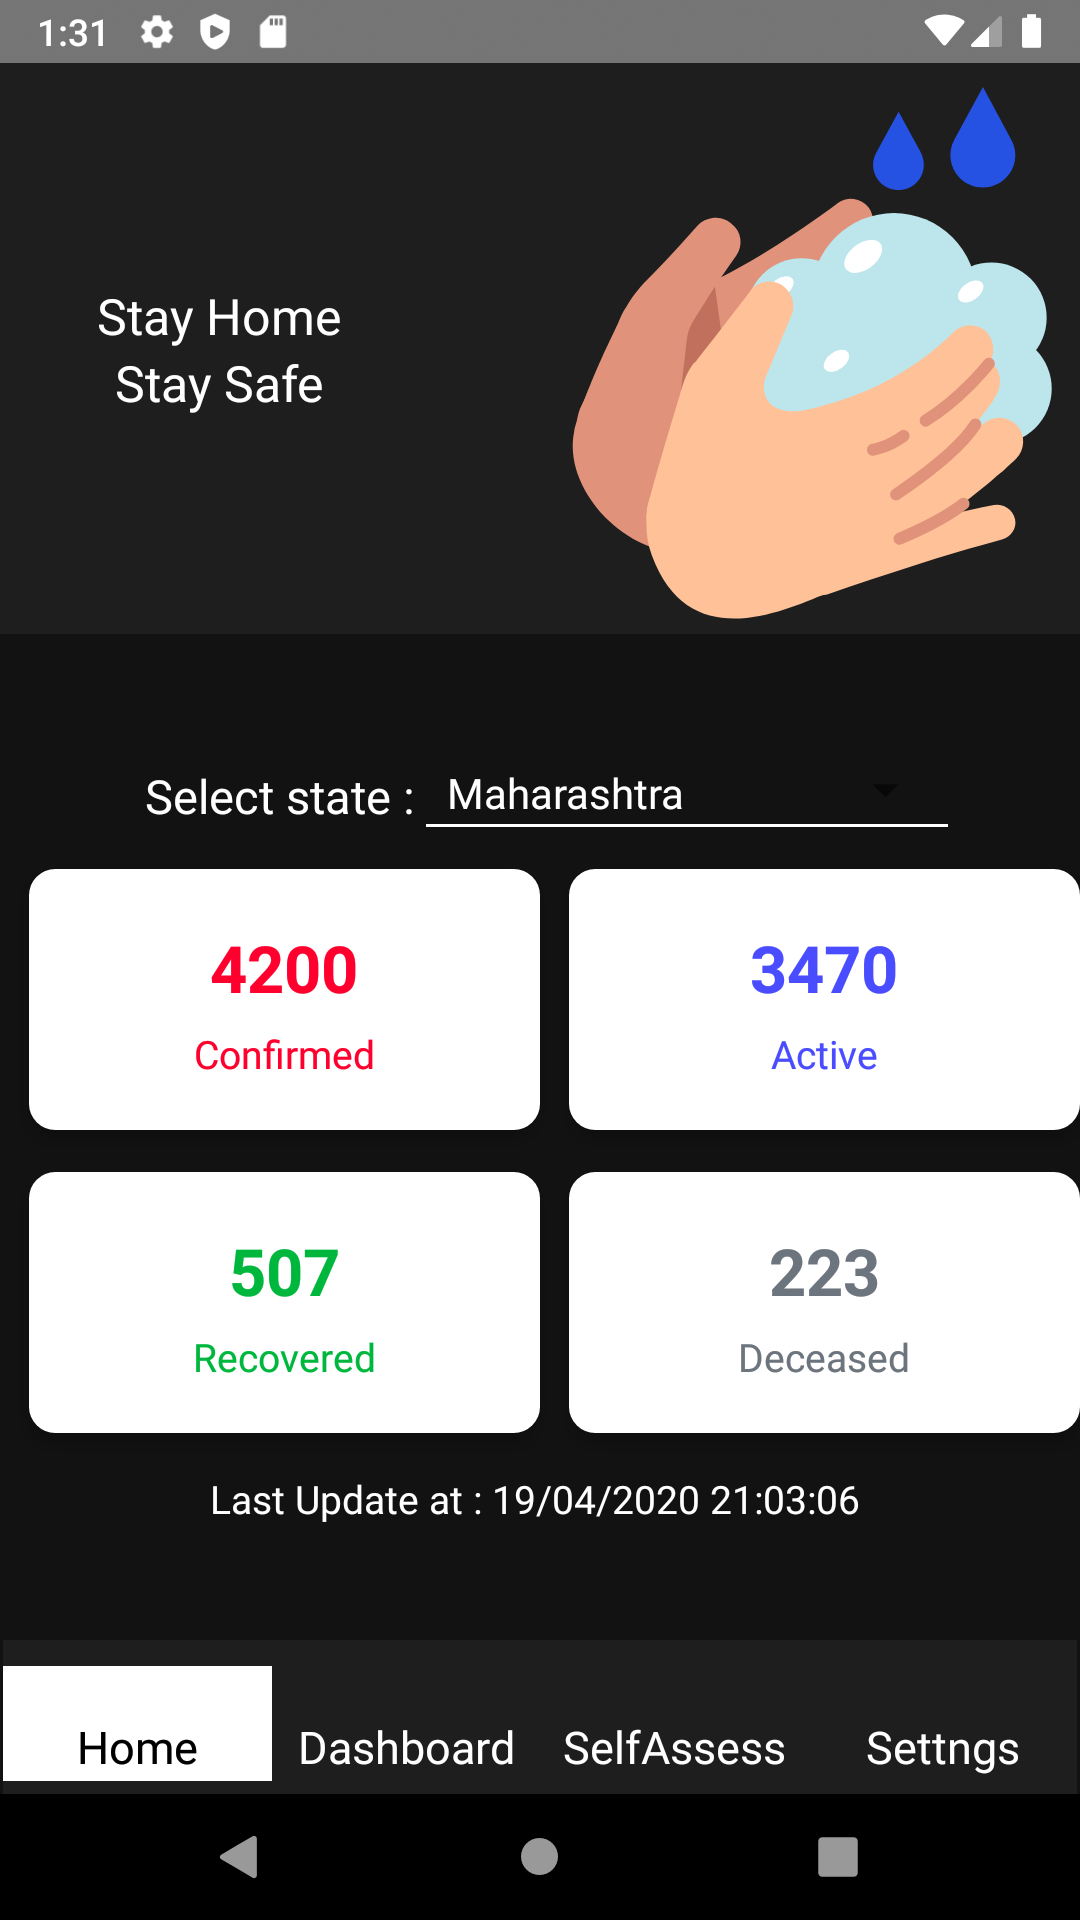 1:31
Stay Home
Stay Safe
Select state : Maharashtra
4200
Confirmed
3470
Active
507
Recovered
223
Deceased
Last Update at : 19/04/2020 21:03:06
Home Dashboard SelfAssess Settngs